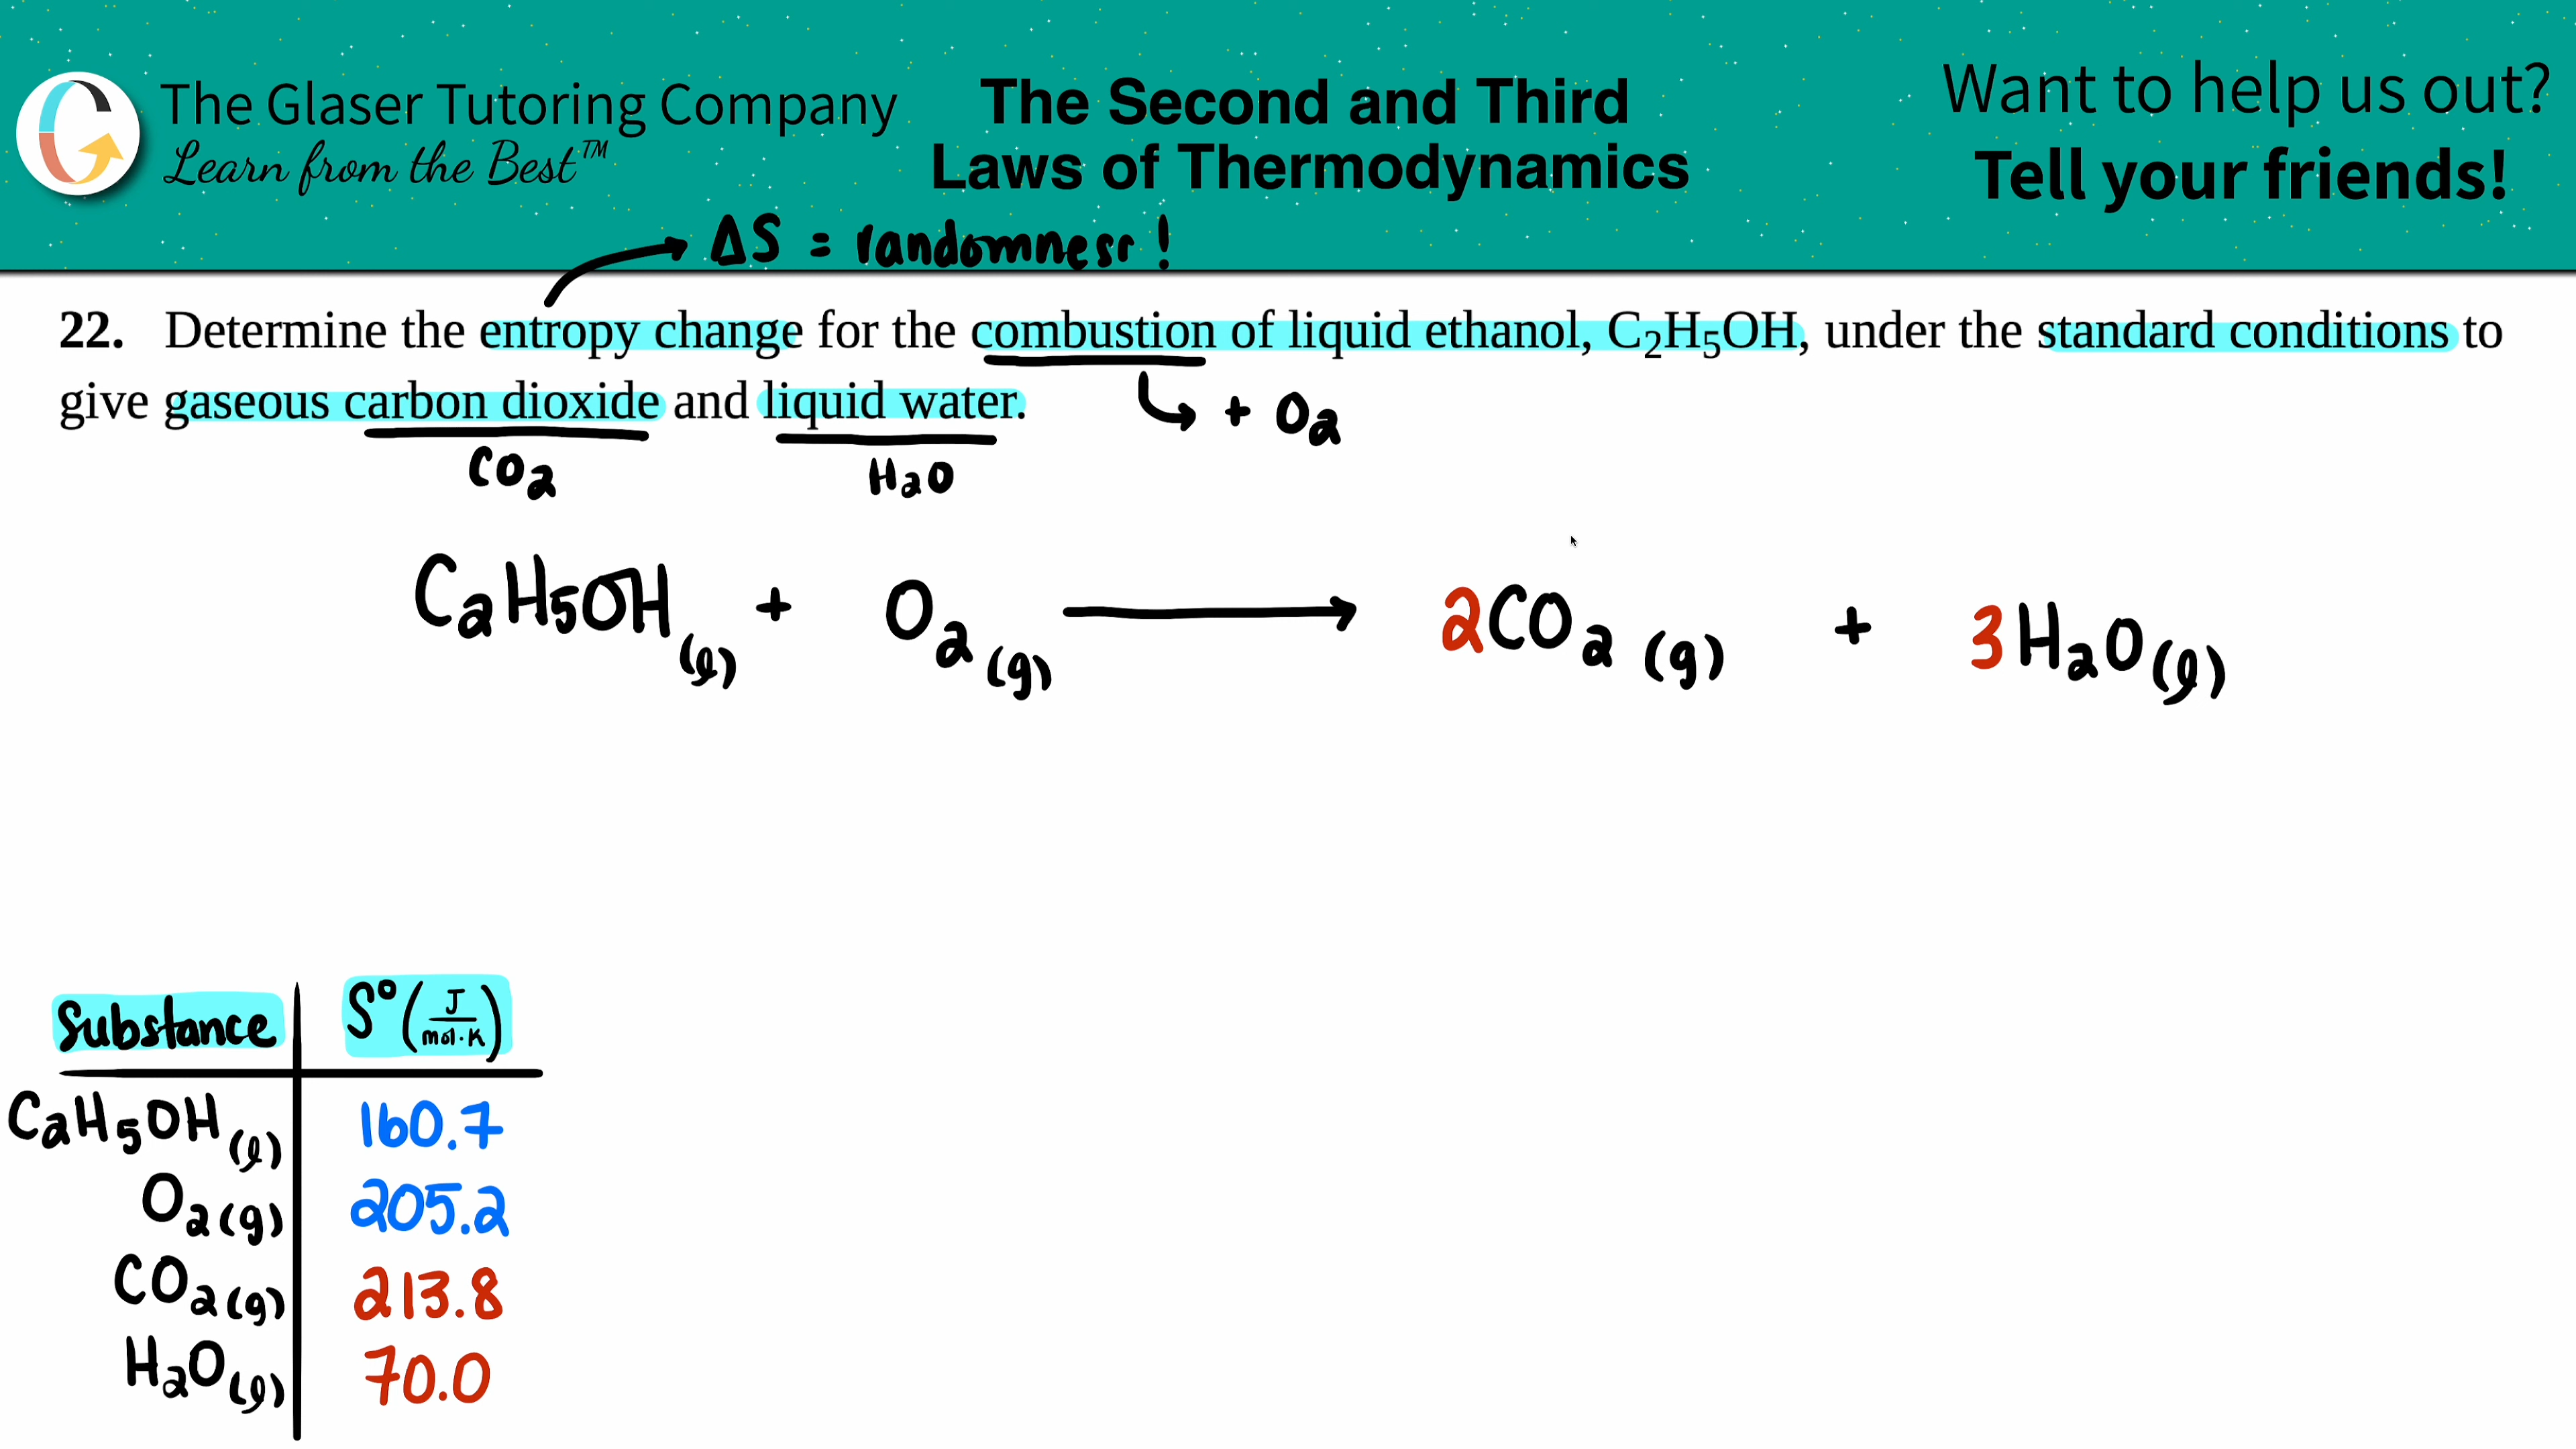 The Glaser Tutoring Company
Learn from the Best™
The Second and Third
Laws of Thermodynamics
Want to help us out?
Tell your friends!
ΔS = randomness !
22. Determine the entropy change for the combustion of liquid ethanol, C₂H₅OH, under the standard conditions to
give gaseous carbon dioxide and liquid water.
+ O₂
CO₂
H₂O
C₂H₅OH (l) + O₂ (g) → 2CO₂ (g) + 3H₂O (l)
Substance S° (J/mol·K)
C₂H₅OH (l) 160.7
O₂ (g) 205.2
CO₂ (g) 213.8
H₂O (l) 70.0